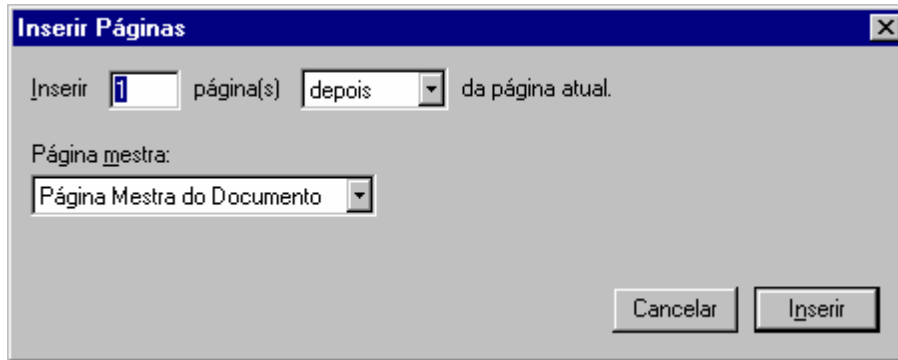 Inserir Páginas
Inserir 1 página(s) depois da página atual.
Página mestra:
Página Mestra do Documento
Cancelar Inserir